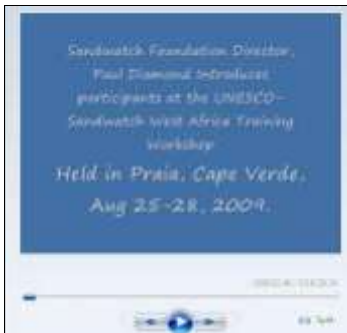 Sandwatch Foundation Director,
Paul Diamond introduces
participants at the UNESCO-
Sandwatch West Africa Training
Workshop
Held in Praia, Cape Verde,
Aug 25-28, 2009.